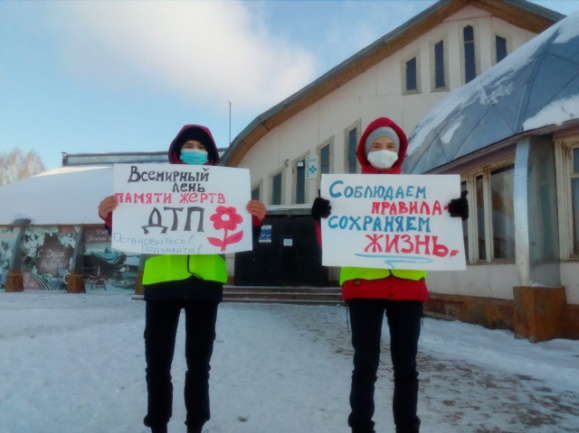 Всемирный
день
памяти жертв
ДТП
Остановитесь!
Подумайте!
Соблюдаем
правила
сохраняем
жизнь.